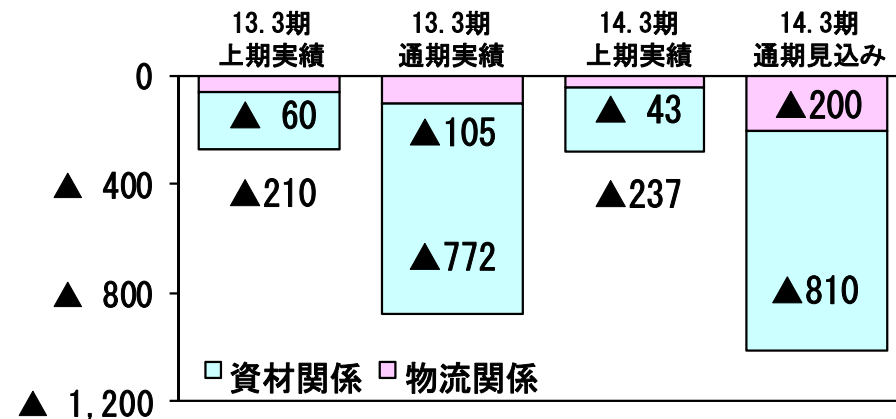 13.3期 13.3期 14.3期 14.3期
上期実績 通期実績 上期実績 通期見込み
0
▲ 60 ▲105 ▲ 43 ▲200
▲ 400
▲210 ▲237
▲772
▲ 800
▲810
資材関係 物流関係
▲ 1,200